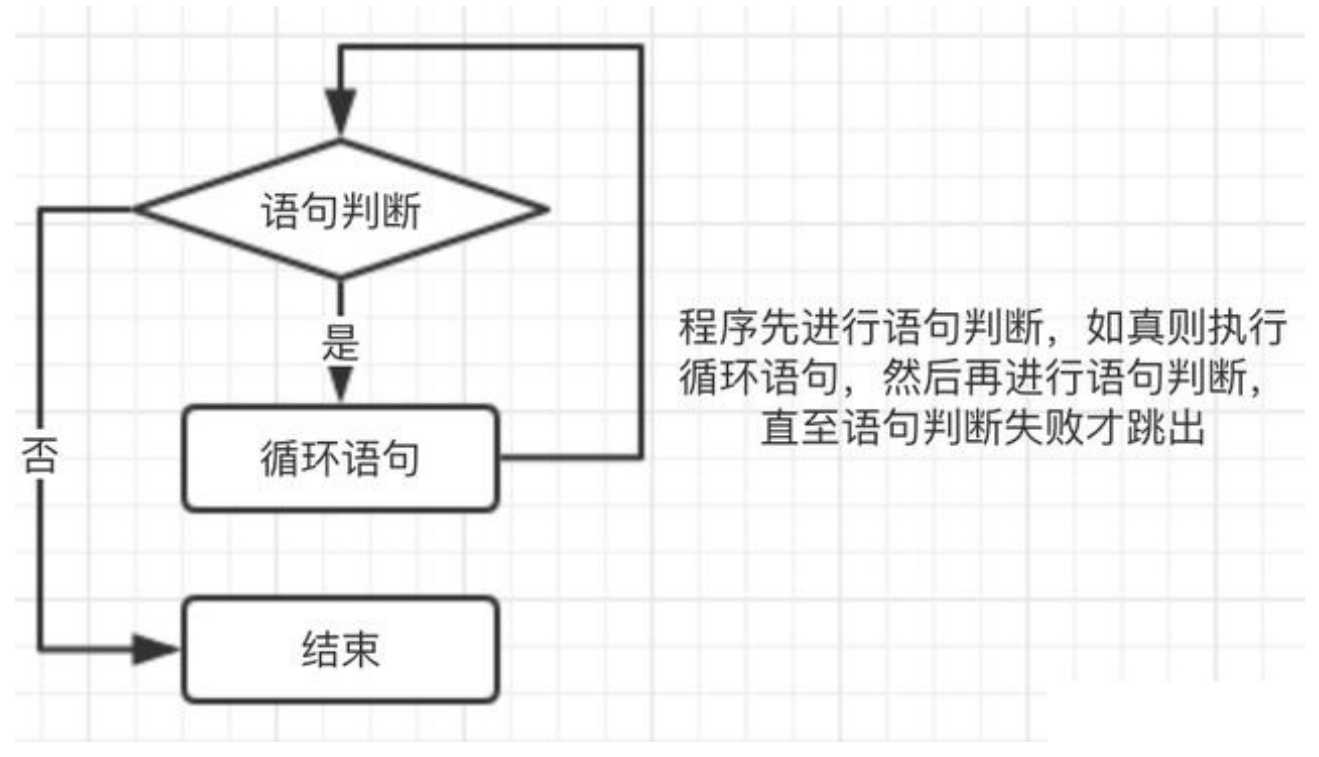 语句判断
是
程序先进行语句判断，如真则执行
循环语句，然后再进行语句判断，
直至语句判断失败才跳出
否
循环语句
结束